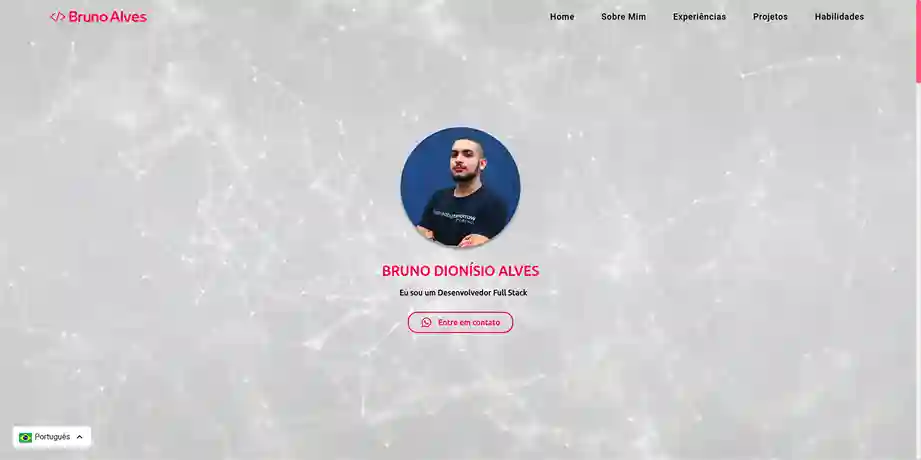 </> Bruno Alves
Home Sobre Mim Experiências Projetos Habilidades
BRUNO DIONÍSIO ALVES
Eu sou um Desenvolvedor Full Stack
Entre em contato
Português